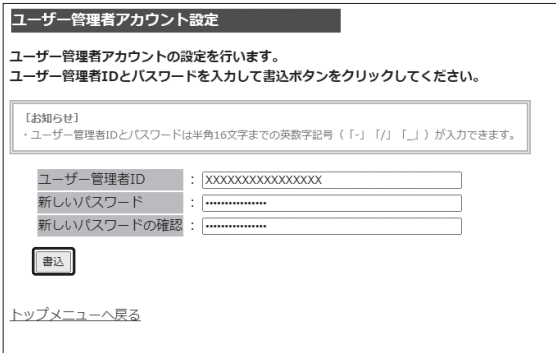 ユーザー管理者アカウント設定
ユーザー管理者アカウントの設定を行います。
ユーザー管理者IDとパスワードを入力して書込ボタンをクリックしてください。
［お知らせ］
・ユーザー管理者IDとパスワードは半角16文字までの英数字記号（「-」「/」「_」）が入力できます。
ユーザー管理者ID : XXXXXXXXXXXXXXXX
新しいパスワード : ••••••••••••••••
新しいパスワードの確認 : ••••••••••••••••
書込
トップメニューへ戻る